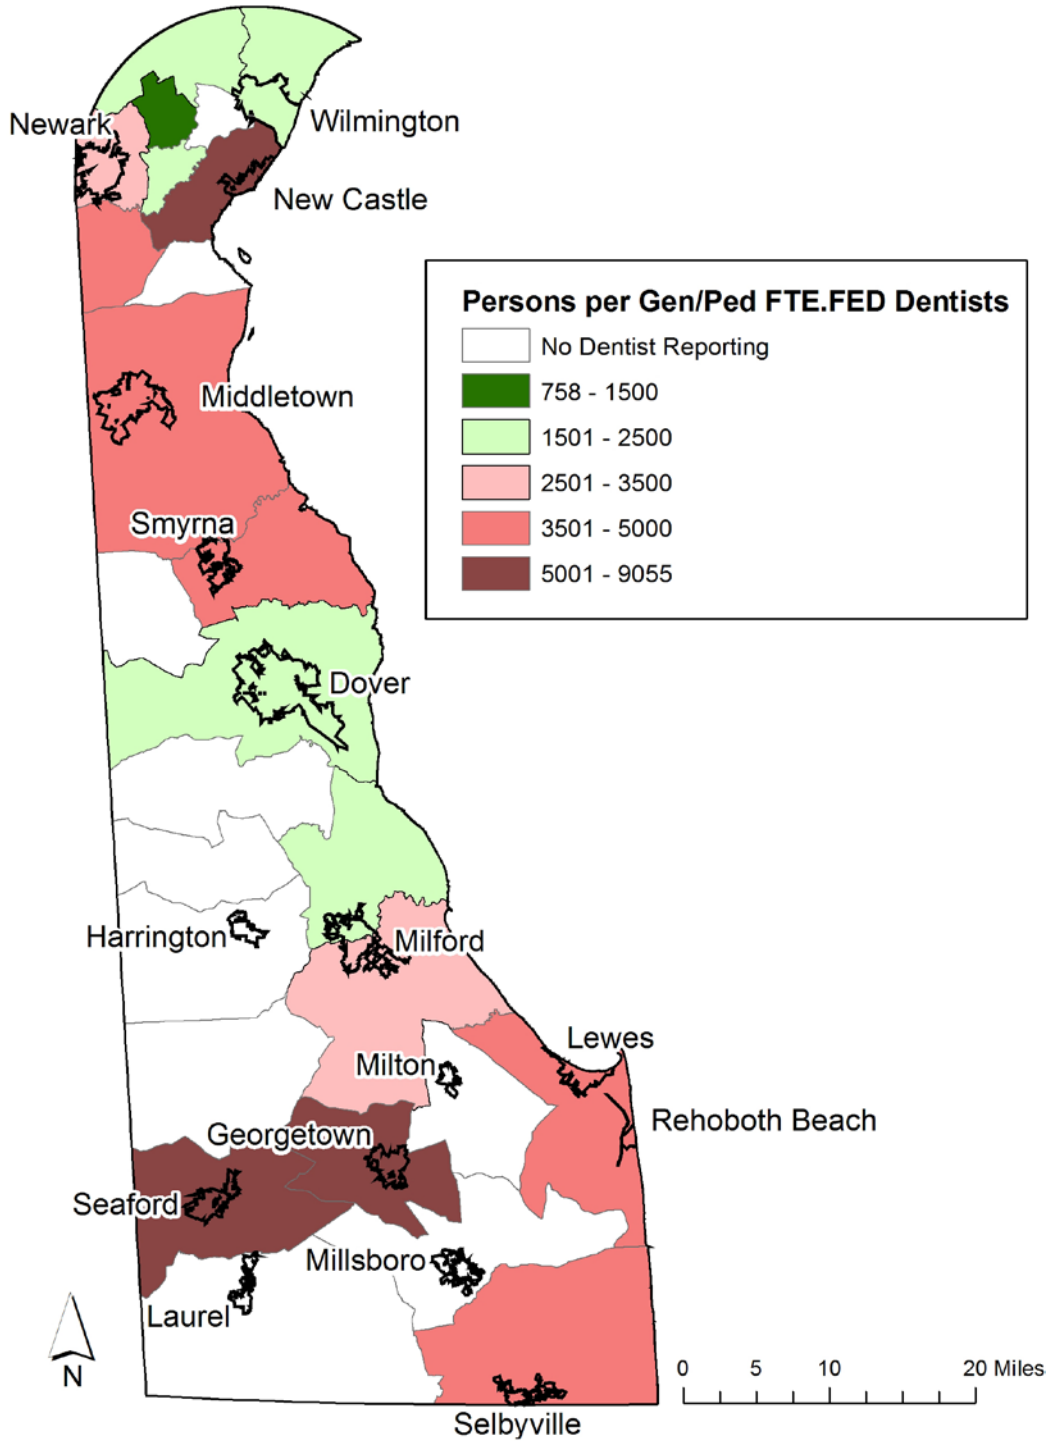 Newark
Wilmington
New Castle
Persons per Gen/Ped FTE.FED Dentists
No Dentist Reporting
758 - 1500
1501 - 2500
2501 - 3500
3501 - 5000
5001 - 9055
Middletown
Smyrna
Dover
Harrington
Milford
Lewes
Milton
Rehoboth Beach
Georgetown
Seaford
Millsboro
Laurel
N
0 5 10 20 Miles
Selbyville